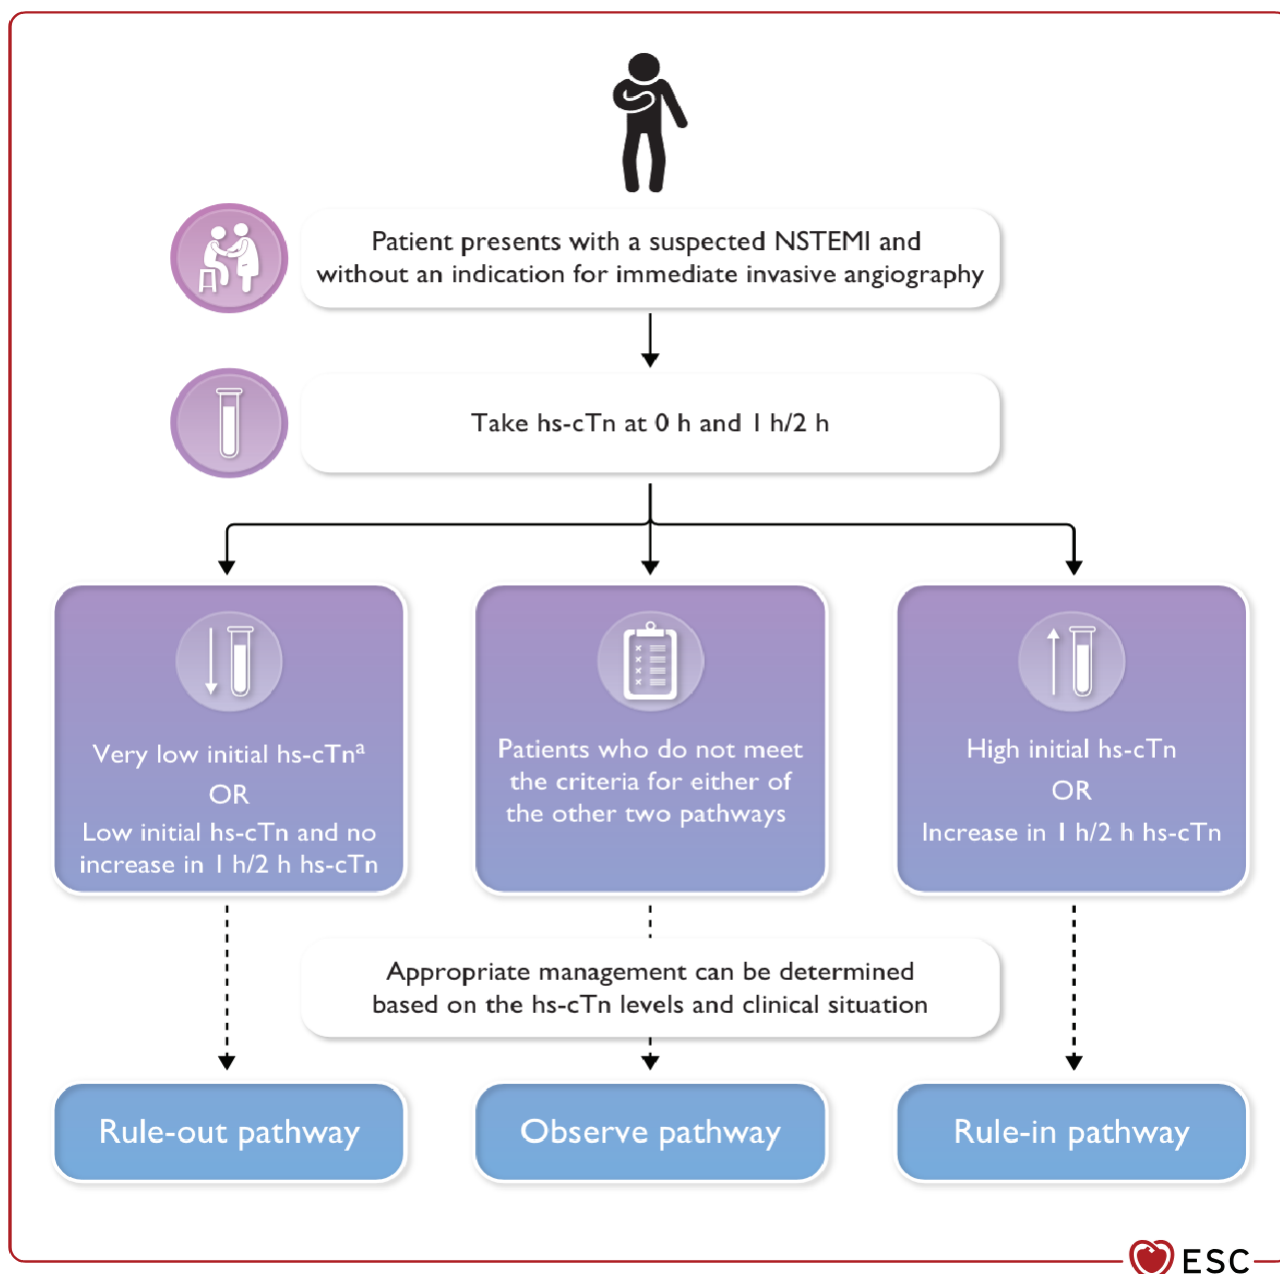 Patient presents with a suspected NSTEMI and
without an indication for immediate invasive angiography
Take hs-cTn at 0 h and 1 h/2 h
Very low initial hs-cTnᵃ
OR
Low initial hs-cTn and no
increase in 1 h/2 h hs-cTn
Patients who do not meet
the criteria for either of
the other two pathways
High initial hs-cTn
OR
Increase in 1 h/2 h hs-cTn
Appropriate management can be determined
based on the hs-cTn levels and clinical situation
Rule-out pathway
Observe pathway
Rule-in pathway
ESC